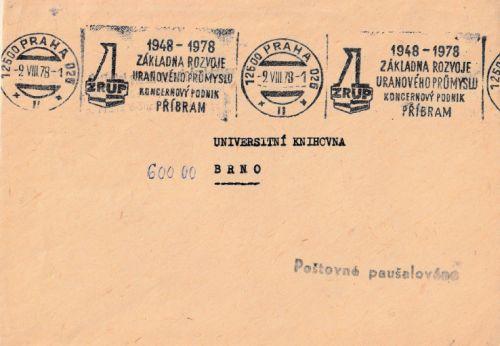 12500 PRAHA 026
-9.VIII.78-1
1948 – 1978
ZÁKLADNA ROZVOJE
URANOVÉHO PRŮMYSLU
KONCERNOVÝ PODNIK
PŘÍBRAM
ZRUP
12500 PRAHA 026
-9.VIII.78-1
1948 – 1978
ZÁKLADNA ROZVOJE
URANOVÉHO PRŮMYSLU
KONCERNOVÝ PODNIK
PŘÍBRAM
ZRUP
UNIVERSITNÍ KNIHOVNA
600 00 BRNO
Poštovné paušalováno